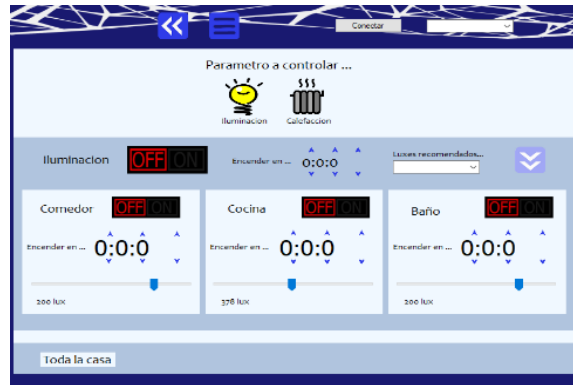 Conectar
Parametro a controlar ...
Iluminacion Calefaccion
Iluminacion OFF ON Encender en ... 0:0:0 Luxes recomendados...
Comedor OFF ON
Encender en ... 0:0:0
200 lux
Cocina OFF ON
Encender en ... 0:0:0
378 lux
Baño OFF ON
Encender en ... 0:0:0
200 lux
Toda la casa